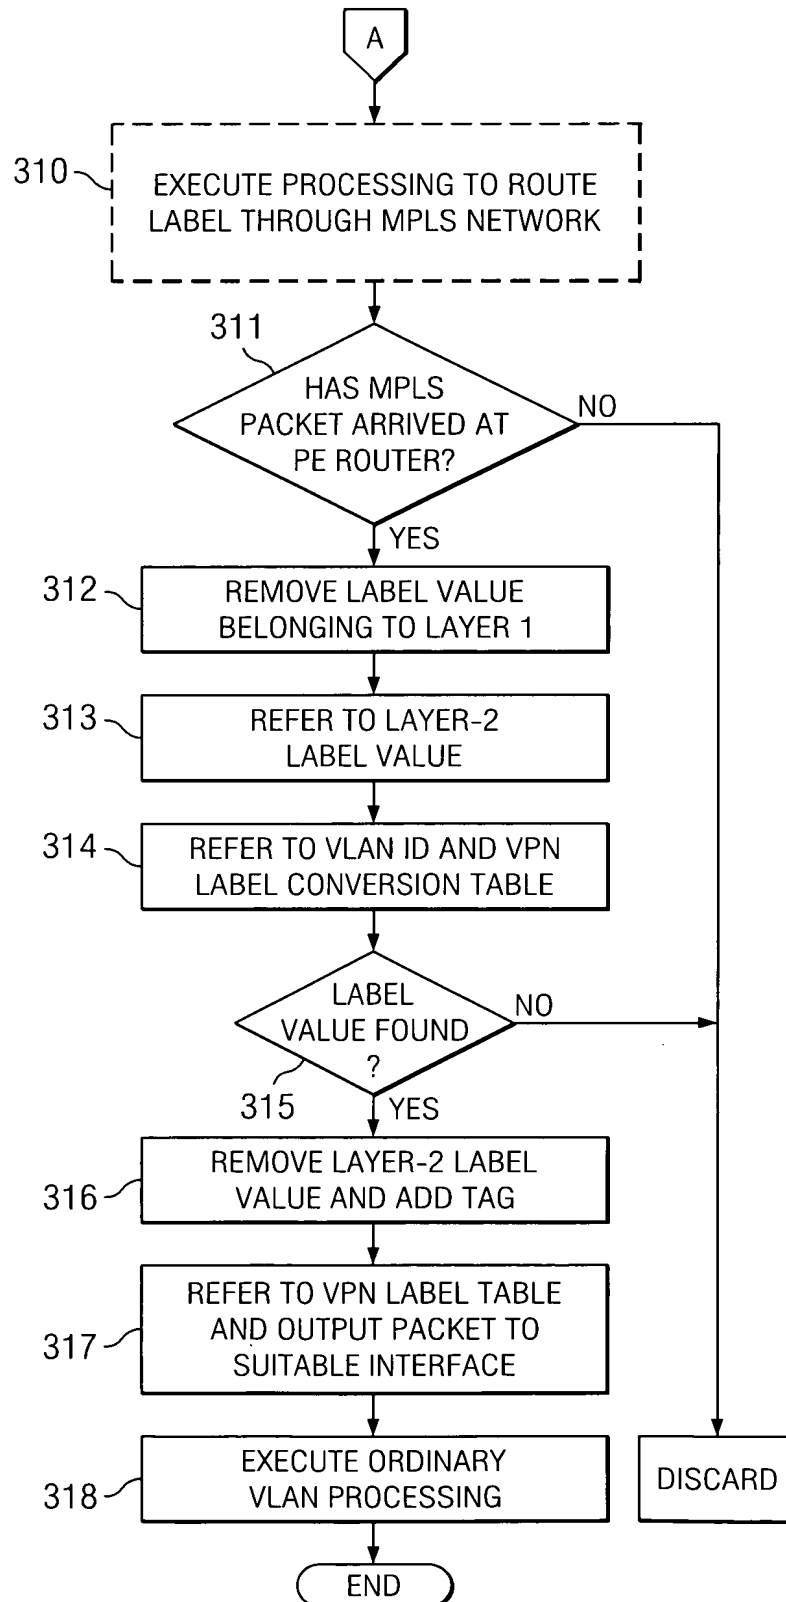 A
310
EXECUTE PROCESSING TO ROUTE
LABEL THROUGH MPLS NETWORK
311
HAS MPLS
PACKET ARRIVED AT
PE ROUTER?
NO
YES
312
REMOVE LABEL VALUE
BELONGING TO LAYER 1
313
REFER TO LAYER-2
LABEL VALUE
314
REFER TO VLAN ID AND VPN
LABEL CONVERSION TABLE
LABEL
VALUE FOUND
?
NO
315
YES
316
REMOVE LAYER-2 LABEL
VALUE AND ADD TAG
317
REFER TO VPN LABEL TABLE
AND OUTPUT PACKET TO
SUITABLE INTERFACE
318
EXECUTE ORDINARY
VLAN PROCESSING
DISCARD
END